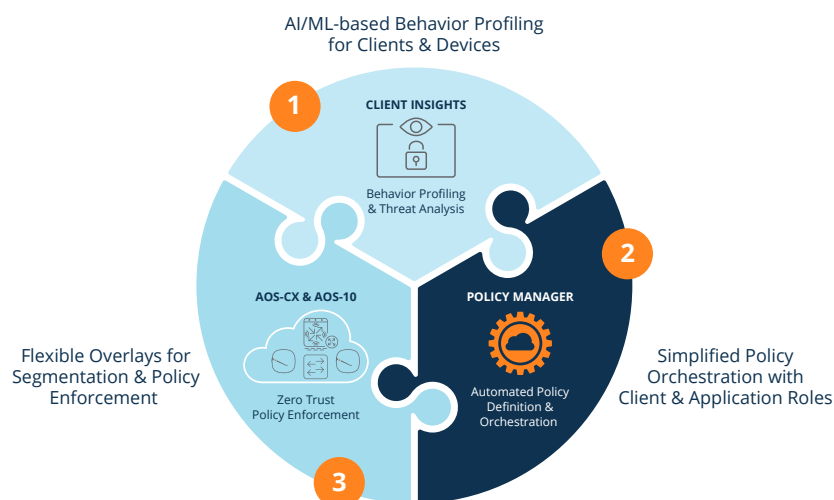 AI/ML-based Behavior Profiling
for Clients & Devices
1
CLIENT INSIGHTS
Behavior Profiling
& Threat Analysis
2
POLICY MANAGER
Automated Policy
Definition &
Orchestration
Simplified Policy
Orchestration with
Client & Application Roles
AOS-CX & AOS-10
Zero Trust
Policy Enforcement
Flexible Overlays for
Segmentation & Policy
Enforcement
3